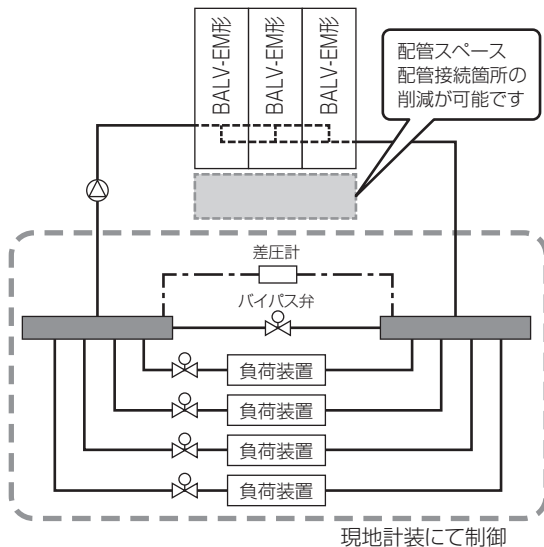 BALV-EM形
BALV-EM形
BALV-EM形
配管スペース
配管接続箇所の
削減が可能です
差圧計
バイパス弁
負荷装置
負荷装置
負荷装置
負荷装置
現地計装にて制御